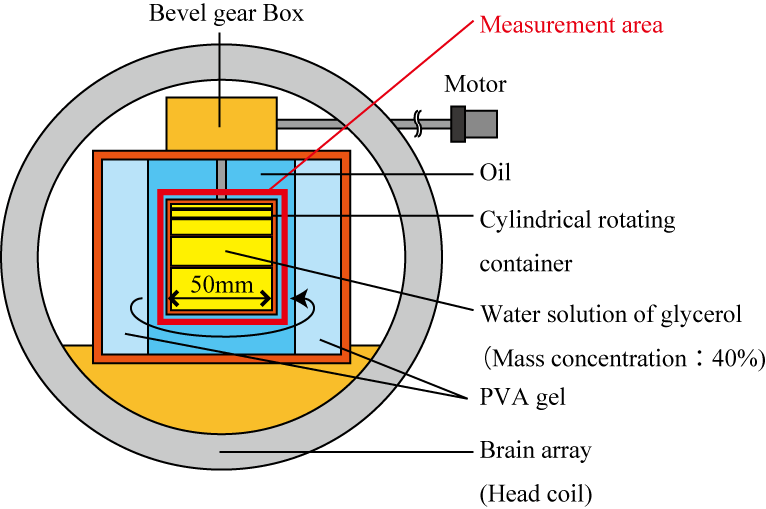 Bevel gear Box
Measurement area
Motor
Oil
Cylindrical rotating
container
50mm
Water solution of glycerol
（Mass concentration：40%)
PVA gel
Brain array
(Head coil)